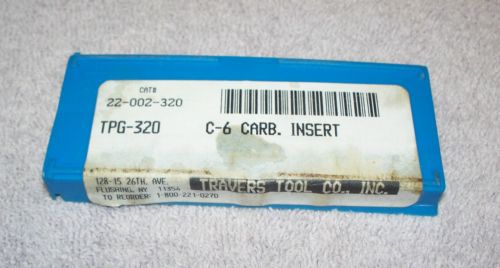 CAT#
22-002-320
TPG-320 C-6 CARB. INSERT
128-15 26TH. AVE.
FLUSHING, NY 11354
TO REORDER: 1-800-221-0270
TRAVERS TOOL CO., INC.